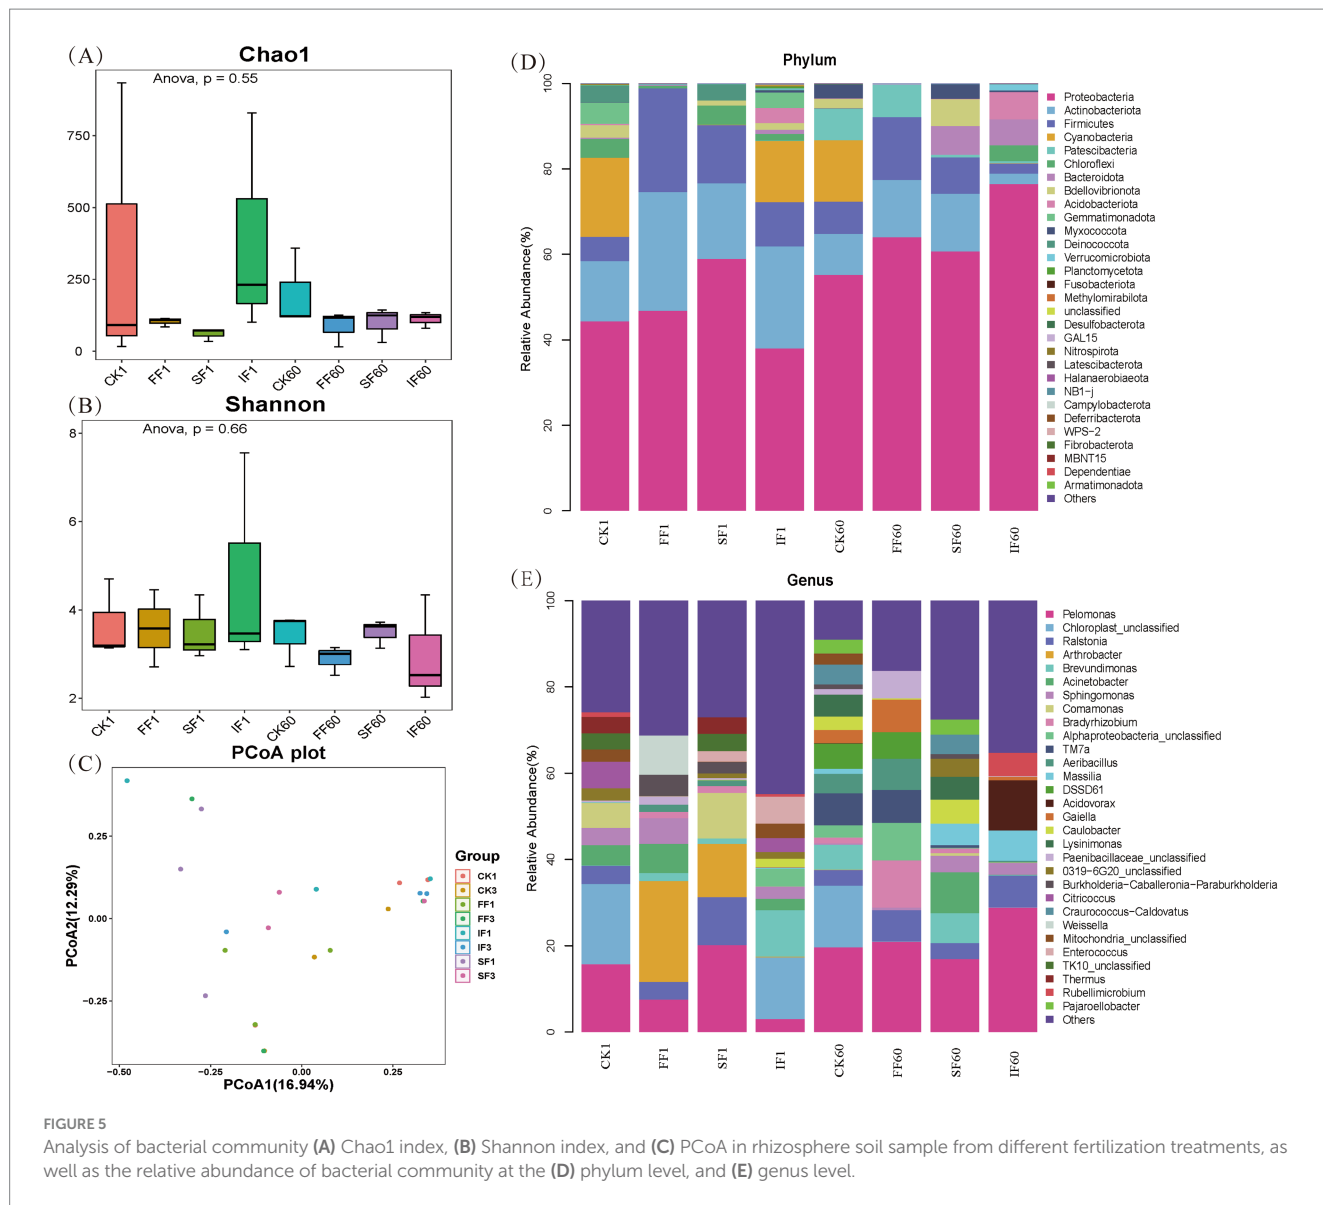 (A)
Chao1
Anova, p = 0.55
750
500
250
0
CK1
FF1
SF1
IF1
CK60
FF60
SF60
IF60
(B)
Shannon
Anova, p = 0.66
8
6
4
2
CK1
FF1
SF1
IF1
CK60
FF60
SF60
IF60
(C)
PCoA plot
PCoA2(12.29%)
0.25
0.00
−0.25
−0.50
−0.25
0.00
0.25
PCoA1(16.94%)
Group
CK1
CK3
FF1
FF3
IF1
IF3
SF1
SF3
(D)
Phylum
Relative Abundance(%)
100
80
60
40
20
0
CK1
FF1
SF1
IF1
CK60
FF60
SF60
IF60
Proteobacteria
Actinobacteriota
Firmicutes
Cyanobacteria
Patescibacteria
Chloroflexi
Bacteroidota
Bdellovibrionota
Acidobacteriota
Gemmatimonadota
Myxococcota
Deinococcota
Verrucomicrobiota
Planctomycetota
Fusobacteriota
Methylomirabilota
unclassified
Desulfobacterota
GAL15
Nitrospirota
Latescibacterota
Halanaerobiaeota
NB1−j
Campylobacterota
Deferribacterota
WPS−2
Fibrobacterota
MBNT15
Dependentiae
Armatimonadota
Others
(E)
Genus
Relative Abundance(%)
100
80
60
40
20
0
CK1
FF1
SF1
IF1
CK60
FF60
SF60
IF60
Pelomonas
Chloroplast_unclassified
Ralstonia
Arthrobacter
Brevundimonas
Acinetobacter
Sphingomonas
Comamonas
Bradyrhizobium
Alphaproteobacteria_unclassified
TM7a
Aeribacillus
Massilia
DSSD61
Acidovorax
Gaiella
Caulobacter
Lysinimonas
Paenibacillaceae_unclassified
0319−6G20_unclassified
Burkholderia−Caballeronia−Paraburkholderia
Citricoccus
Craurococcus−Caldovatus
Weissella
Mitochondria_unclassified
Enterococcus
TK10_unclassified
Thermus
Rubellimicrobium
Pajaroellobacter
Others
FIGURE 5
Analysis of bacterial community (A) Chao1 index, (B) Shannon index, and (C) PCoA in rhizosphere soil sample from different fertilization treatments, as
well as the relative abundance of bacterial community at the (D) phylum level, and (E) genus level.